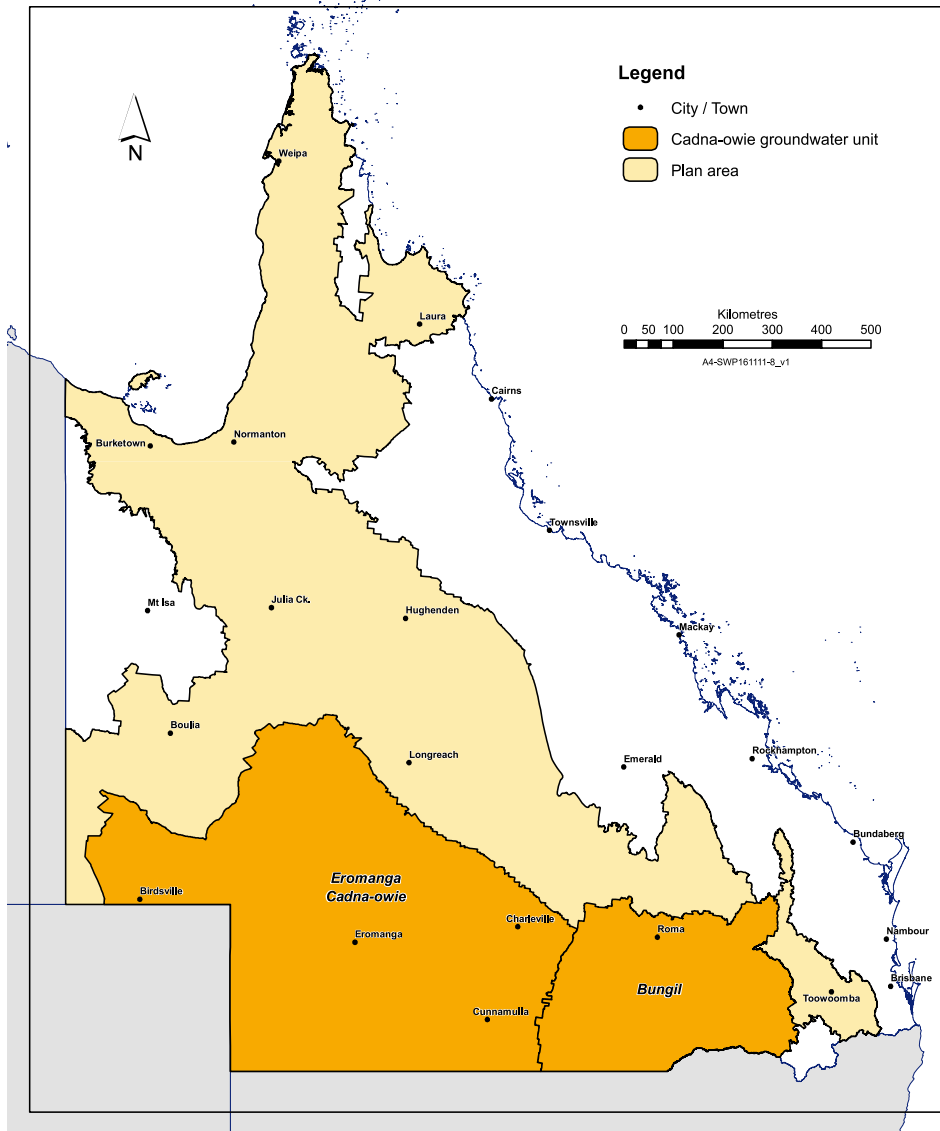 Legend
City / Town
Cadna-owie groundwater unit
Plan area
N
Weipa
Kilometres
0 50 100 200 300 400 500
A4-SWP161111-8_v1
Laura
Cairns
Burketown
Normanton
Townsville
Mt Isa
Julia Ck.
Hughenden
Mackay
Boulia
Longreach
Emerald
Rockhampton
Bundaberg
Birdsville
Eromanga
Cadna-owie
Charleville
Eromanga
Roma
Nambour
Bungil
Brisbane
Toowoomba
Cunnamulla